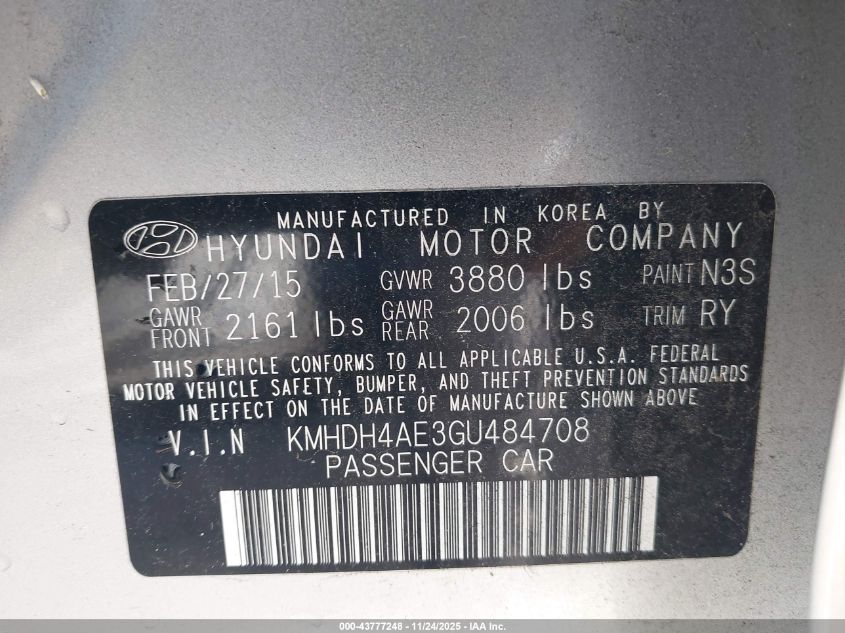 MANUFACTURED IN KOREA BY
HYUNDAI MOTOR COMPANY
FEB/27/15 GVWR 3880 lbs PAINT N3S
GAWR FRONT 2161 lbs GAWR REAR 2006 lbs TRIM RY
THIS VEHICLE CONFORMS TO ALL APPLICABLE U.S.A. FEDERAL
MOTOR VEHICLE SAFETY, BUMPER, AND THEFT PREVENTION STANDARDS
IN EFFECT ON THE DATE OF MANUFACTURE SHOWN ABOVE
V.I.N KMHDH4AE3GU484708
PASSENGER CAR
000-43777248 - 11/24/2025 - IAA Inc.